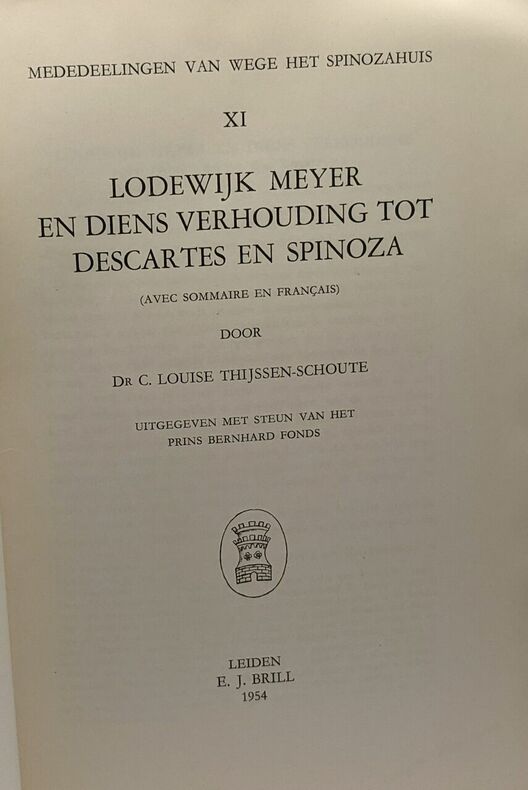 MEDEDEELINGEN VAN WEGE HET SPINOZAHUIS
XI
LODEWIJK MEYER
EN DIENS VERHOUDING TOT
DESCARTES EN SPINOZA
(AVEC SOMMAIRE EN FRANÇAIS)
DOOR
DR C. LOUISE THIJSSEN-SCHOUTE
UITGEGEVEN MET STEUN VAN HET
PRINS BERNHARD FONDS
LEIDEN
E. J. BRILL
1954